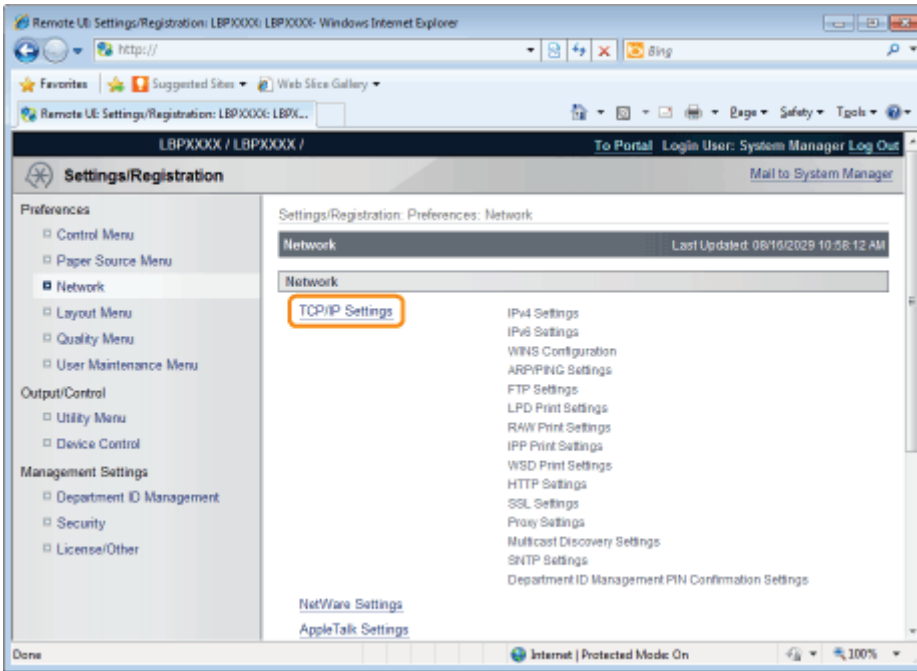 Remote UI: Settings/Registration: LBPXXXX: LBPXXXX- Windows Internet Explorer
http://
Bing
Favorites Suggested Sites Web Slice Gallery
Remote UI: Settings/Registration: LBPXXXX: LBPX... Page Safety Tools
LBPXXXX / LBPXXXX / To Portal Login User: System Manager Log Out
Settings/Registration Mail to System Manager
Preferences
Control Menu
Paper Source Menu
Network
Layout Menu
Quality Menu
User Maintenance Menu
Output/Control
Utility Menu
Device Control
Management Settings
Department ID Management
Security
License/Other
Settings/Registration: Preferences: Network
Network Last Updated: 08/16/2029 10:58:12 AM
Network
TCP/IP Settings
IPv4 Settings
IPv6 Settings
WINS Configuration
ARP/PING Settings
FTP Settings
LPD Print Settings
RAW Print Settings
IPP Print Settings
WSD Print Settings
HTTP Settings
SSL Settings
Proxy Settings
Multicast Discovery Settings
SNTP Settings
Department ID Management PIN Confirmation Settings
NetWare Settings
AppleTalk Settings
Done Internet | Protected Mode: On 100%